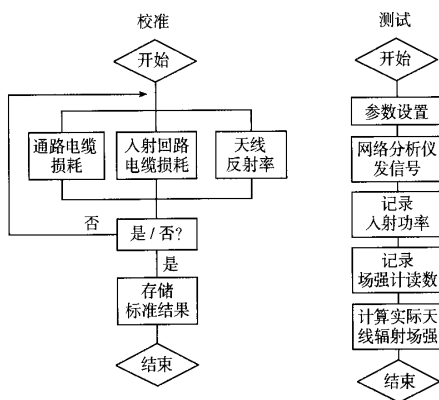 校准
开始
通路电缆
损耗
入射回路
电缆损耗
天线
反射率
否
是/否?
是
存储
标准结果
结束
测试
开始
参数设置
网络分析仪
发信号
记录
入射功率
记录
场强计读数
计算实际天
线辐射场强
结束